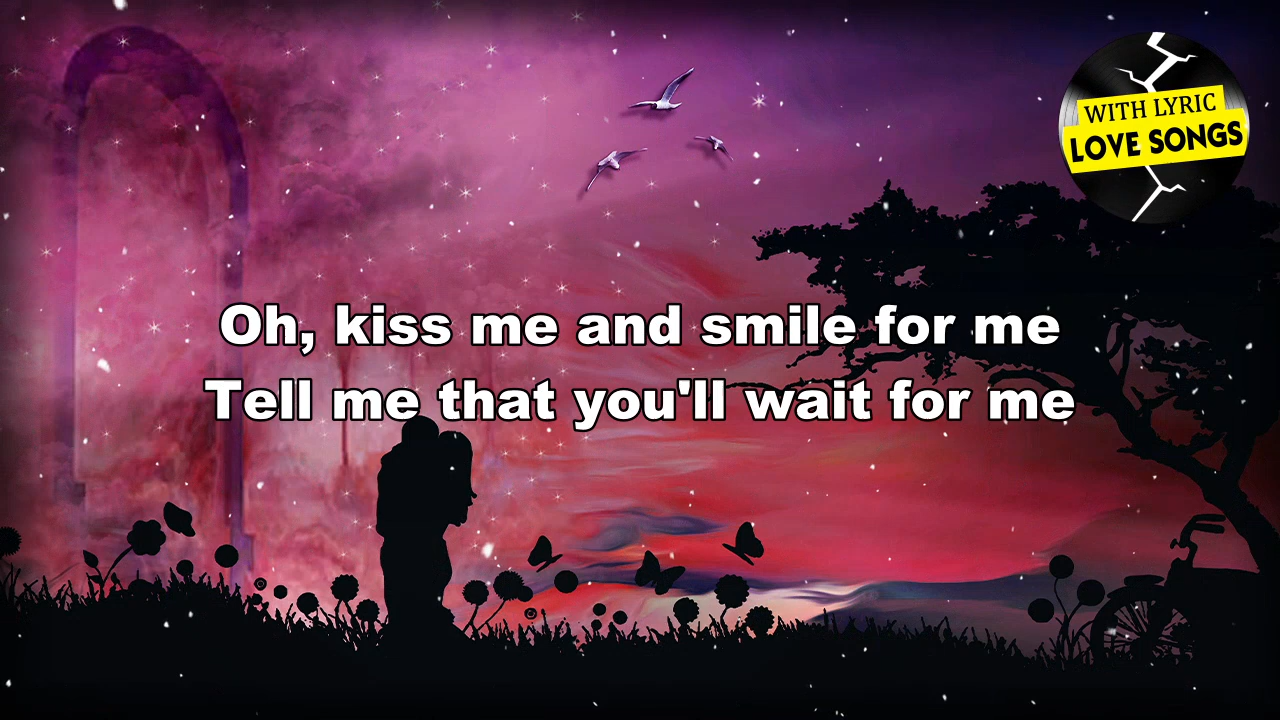 WITH LYRIC
LOVE SONGS
Oh, kiss me and smile for me
Tell me that you'll wait for me